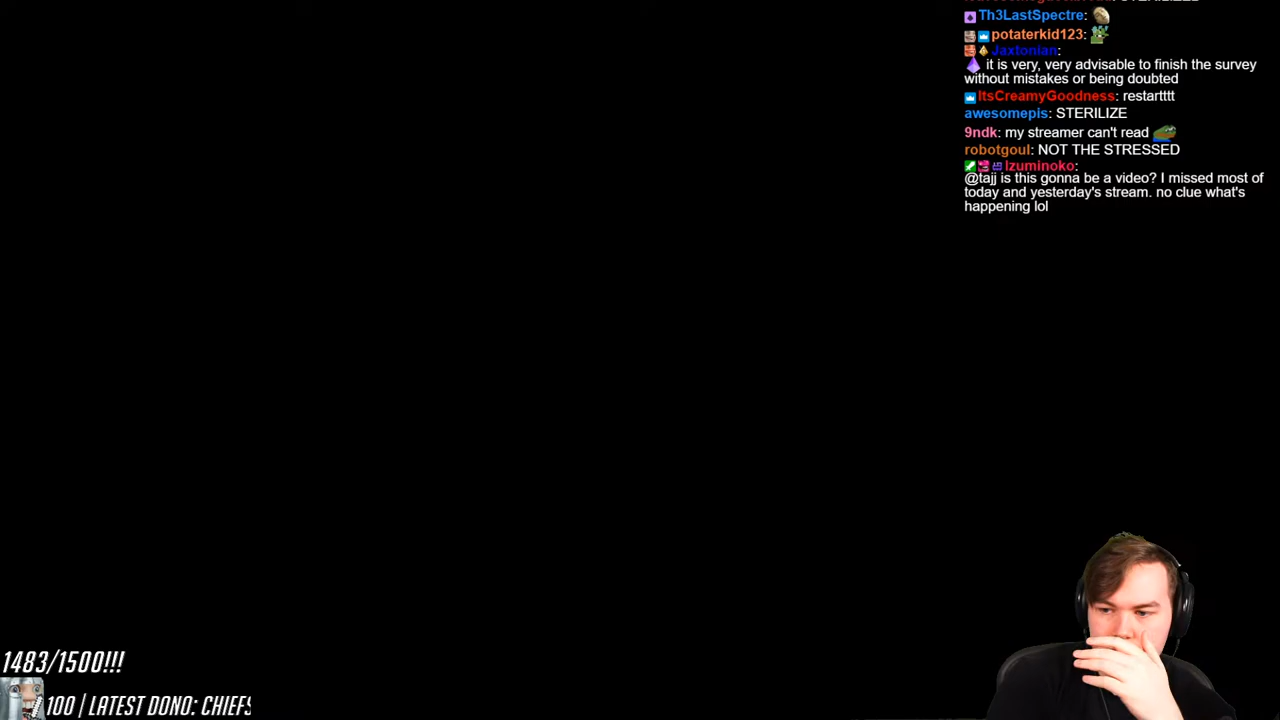 Th3LastSpectre:
potaterkid123:
Jaxtonian:
it is very, very advisable to finish the survey
without mistakes or being doubted
ItsCreamyGoodness: restartttt
awesomepis: STERILIZE
9ndk: my streamer can't read
robotgoul: NOT THE STRESSED
Izuminoko:
@tajj is this gonna be a video? I missed most of
today and yesterday's stream. no clue what's
happening lol
1483/1500!!!
100 | LATEST DONO: CHIEFS